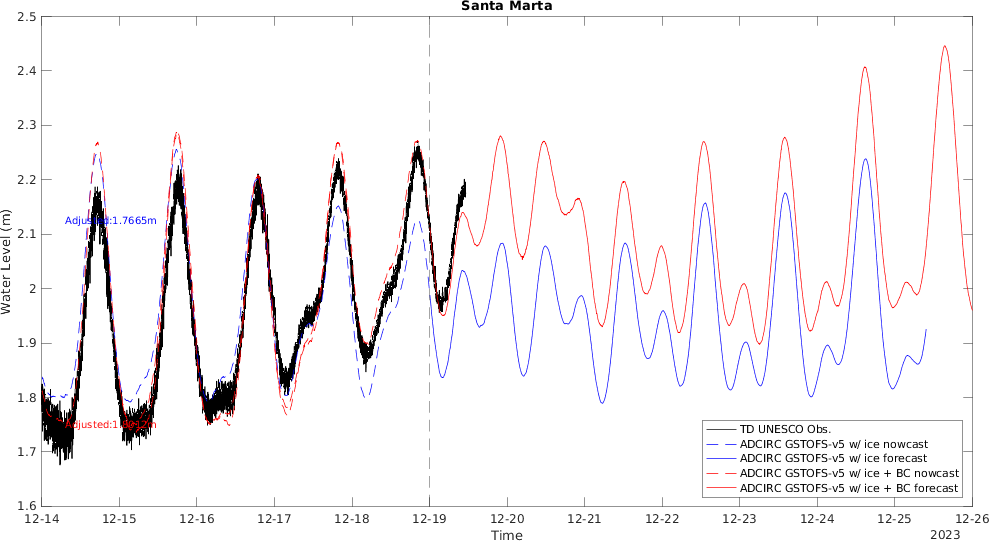 Santa Marta
2.5
2.4
2.3
2.2
2.1
2
1.9
1.8
1.7
1.6
Water Level (m)
Adjusted:1.7665m
TD UNESCO Obs.
ADCIRC GSTOFS-v5 w/ ice nowcast
ADCIRC GSTOFS-v5 w/ ice forecast
ADCIRC GSTOFS-v5 w/ ice + BC nowcast
ADCIRC GSTOFS-v5 w/ ice + BC forecast
12-14 12-15 12-16 12-17 12-18 12-19 12-20 12-21 12-22 12-23 12-24 12-25 12-26
Time
2023